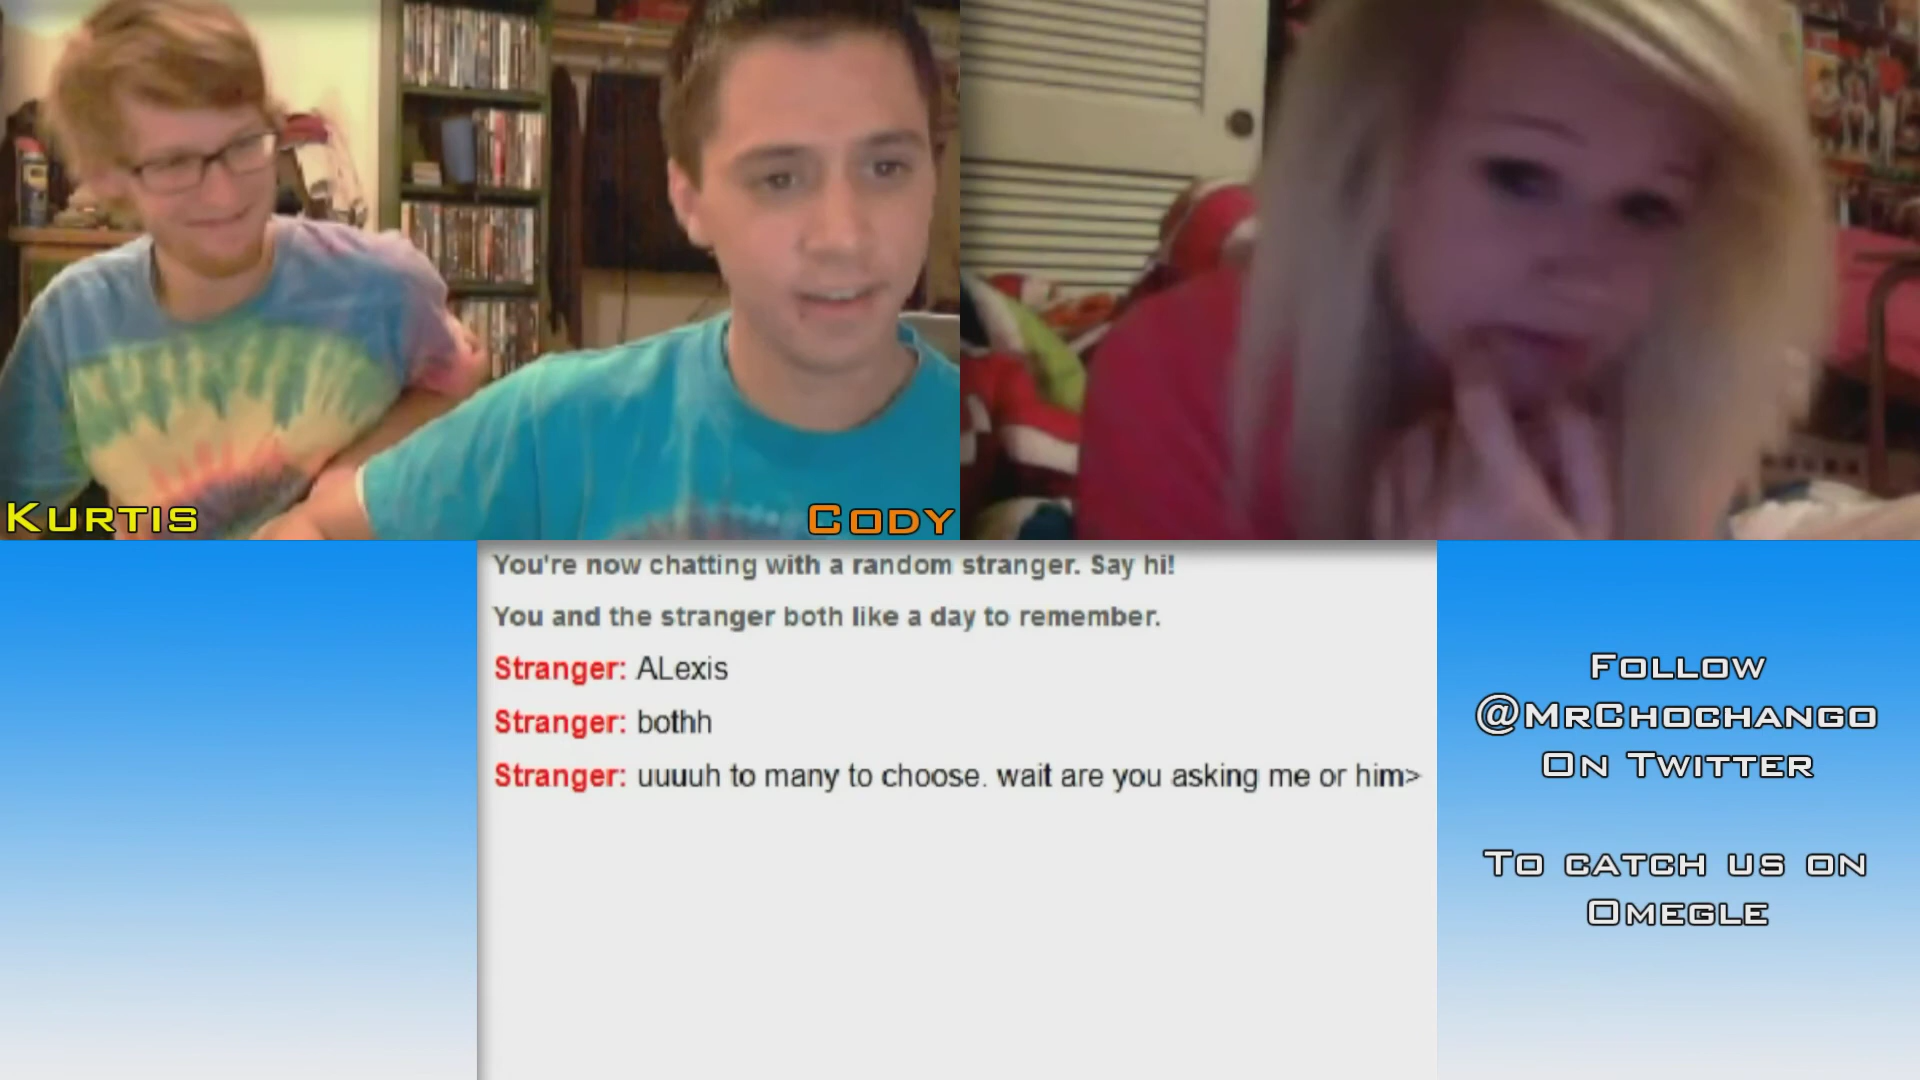 Kurtis
Cody
You're now chatting with a random stranger. Say hi!
You and the stranger both like a day to remember.
Stranger: ALexis
Stranger: bothh
Stranger: uuuuh to many to choose. wait are you asking me or him>
Follow
@MrChochango
On Twitter
To catch us on
Omegle